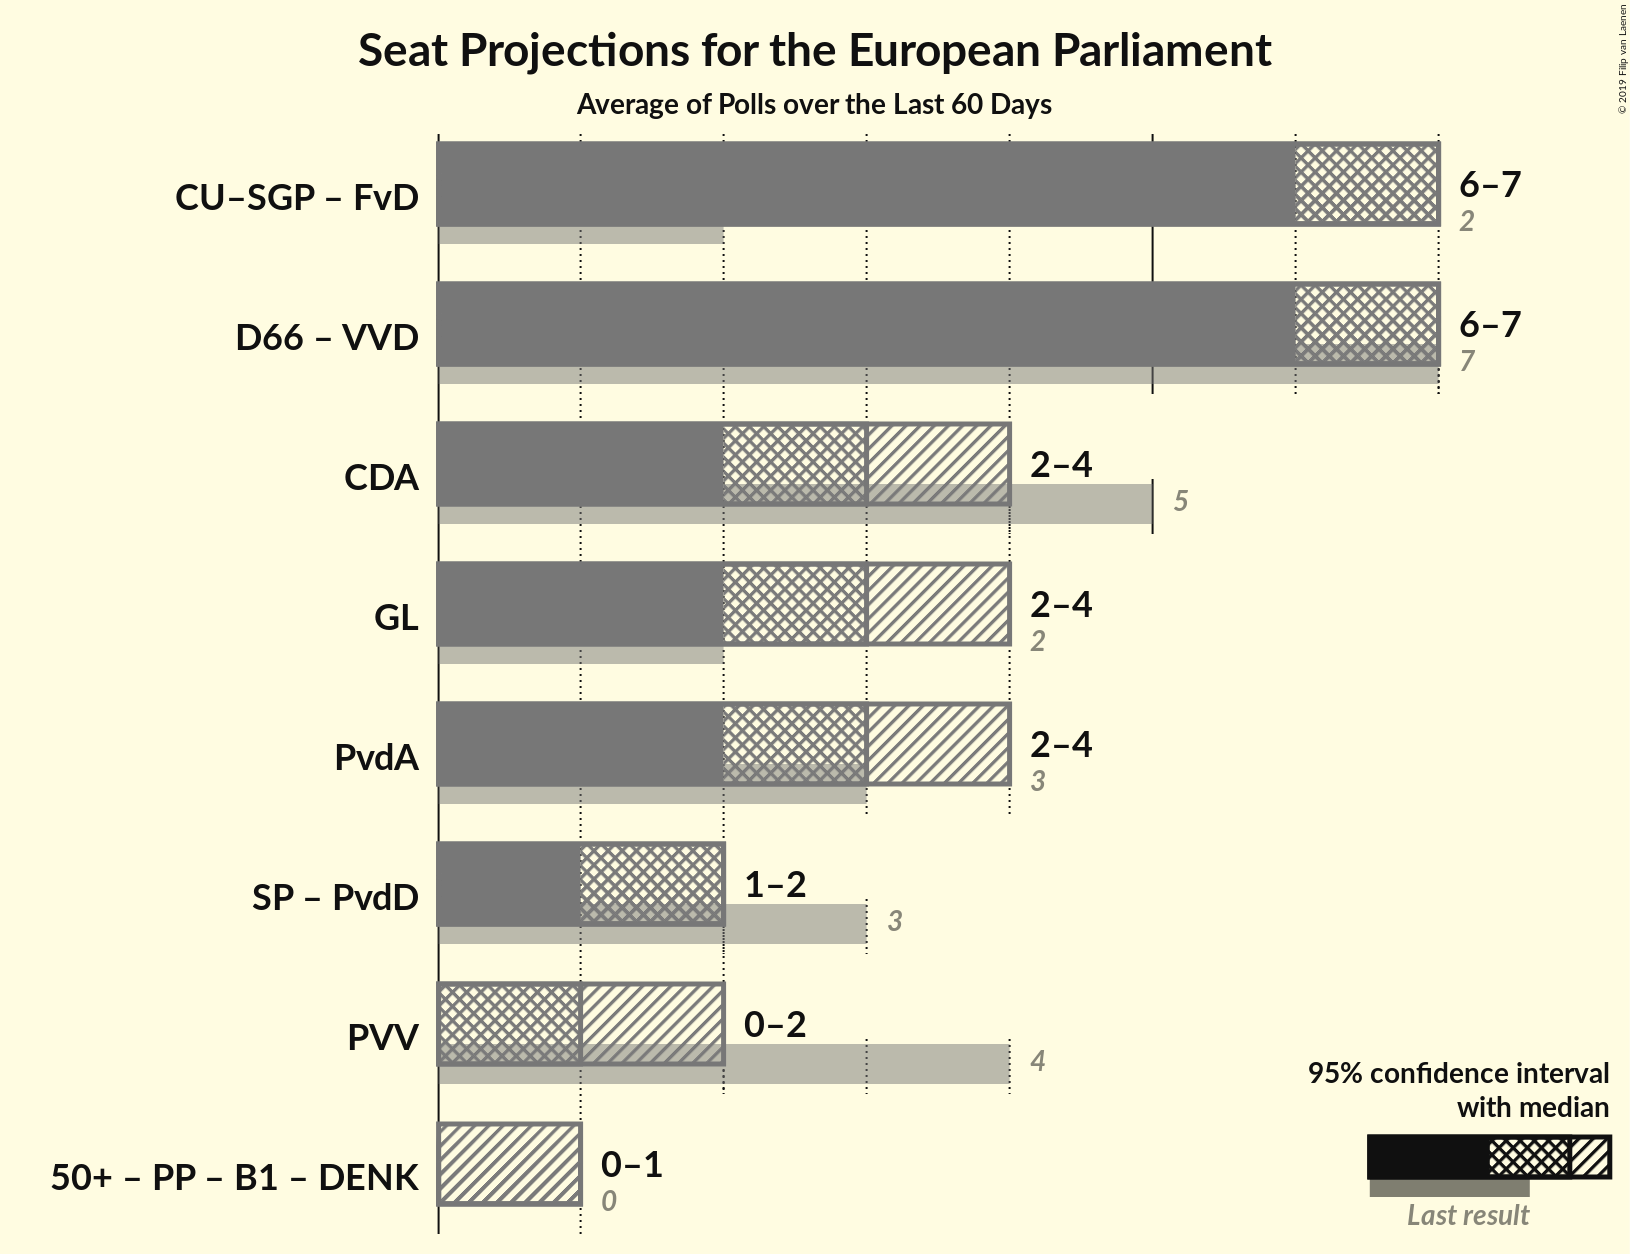 Seat Projections for the European Parliament
Average of Polls over the Last 60 Days
© 2019 Filip van Laenen
CU–SGP – FvD
6–7
2
D66 – VVD
6–7
7
CDA
2–4
5
GL
2–4
2
PvdA
2–4
3
SP – PvdD
1–2
3
PVV
0–2
4
50+ – PP – B1 – DENK
0–1
0
95% confidence interval
with median
Last result